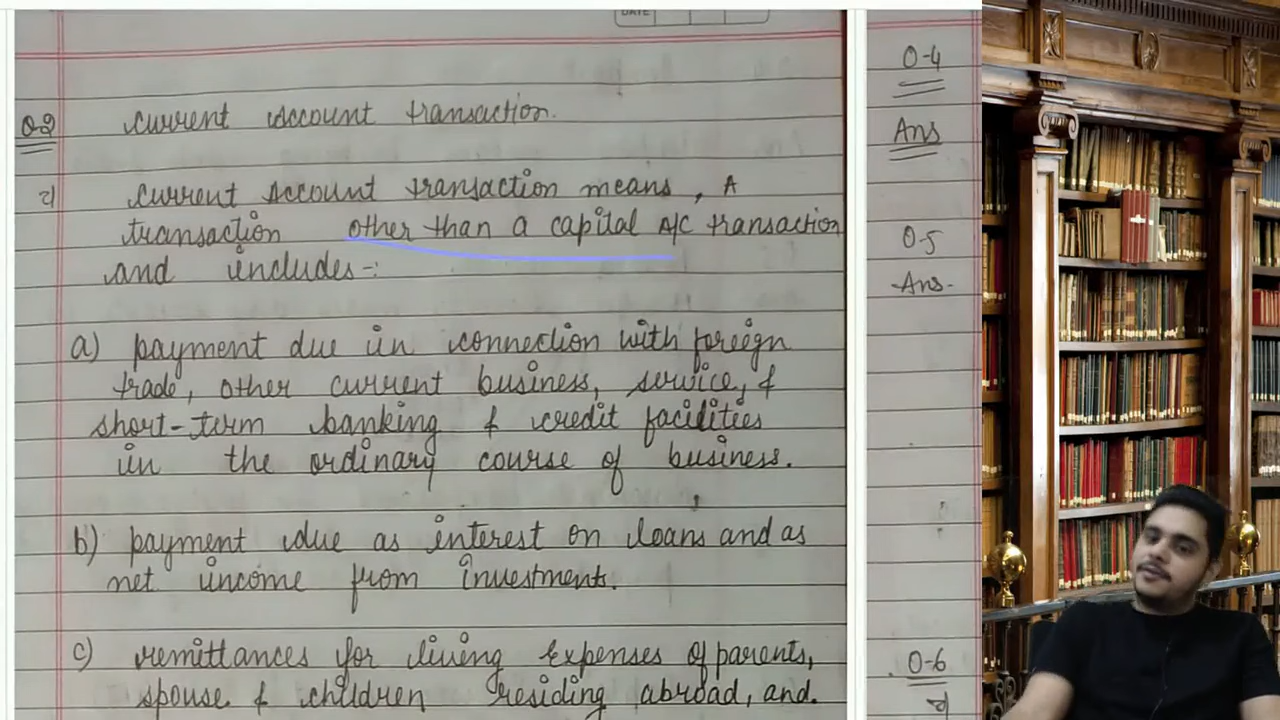 DATE
Q-2 current account transaction.
2) current Account transaction means, A
transaction other than a capital A/c transaction
and includes-:
a) payment due in connection with foreign
trade, other current business, service, &
short-term banking & credit facilities
in the ordinary course of business.
b) payment due as interest on loans and as
net income from investments.
c) remittances for living Expenses of parents,
spouse & children residing abroad, and.
Q-4
Ans
Q-5
Ans-
Q-6